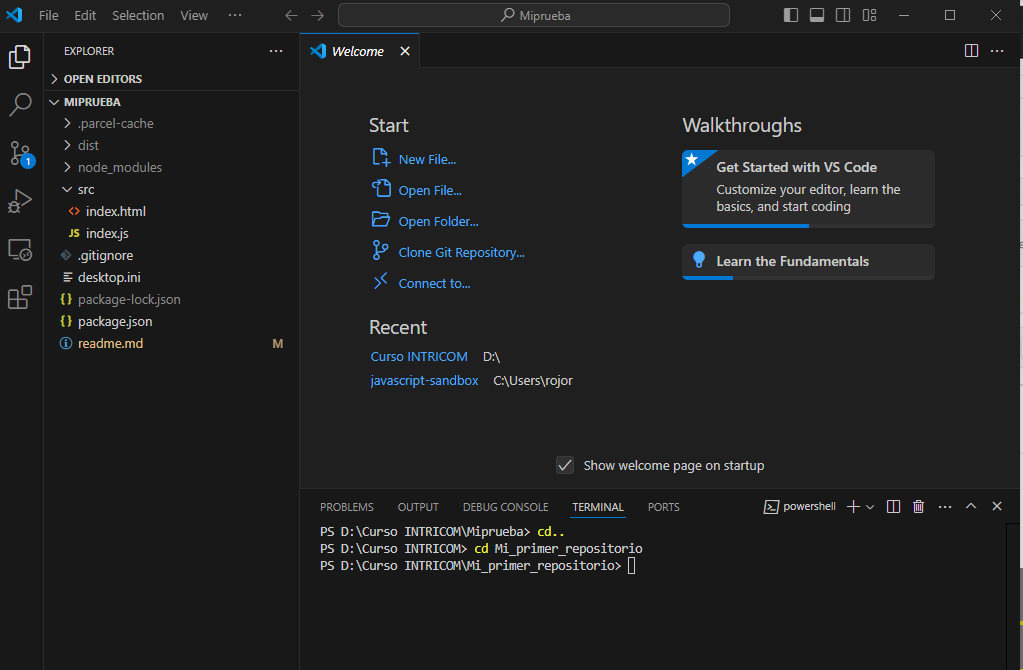 File Edit Selection View ··· Miprueba
EXPLORER ···
OPEN EDITORS
MIPRUEBA
.parcel-cache
dist
node_modules
src
<> index.html
JS index.js
.gitignore
desktop.ini
{} package-lock.json
{} package.json
readme.md M
1
Welcome
Start
New File...
Open File...
Open Folder...
Clone Git Repository...
Connect to...
Recent
Curso INTRICOM D:\
javascript-sandbox C:\Users\rojor
Walkthroughs
Get Started with VS Code
Customize your editor, learn the
basics, and start coding
Learn the Fundamentals
Show welcome page on startup
PROBLEMS OUTPUT DEBUG CONSOLE TERMINAL PORTS powershell
PS D:\Curso INTRICOM\Miprueba> cd..
PS D:\Curso INTRICOM> cd Mi_primer_repositorio
PS D:\Curso INTRICOM\Mi_primer_repositorio>